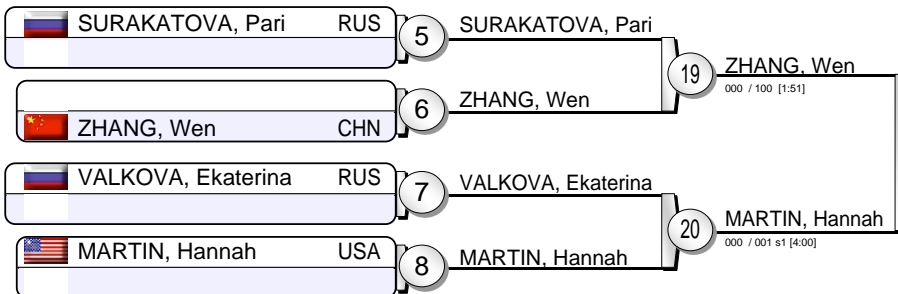 SURAKATOVA, Pari RUS
5
SURAKATOVA, Pari
19
ZHANG, Wen
000 / 100 [1:51]
6
ZHANG, Wen
ZHANG, Wen CHN
VALKOVA, Ekaterina RUS
7
VALKOVA, Ekaterina
20
MARTIN, Hannah
000 / 001 s1 [4:00]
MARTIN, Hannah USA
8
MARTIN, Hannah